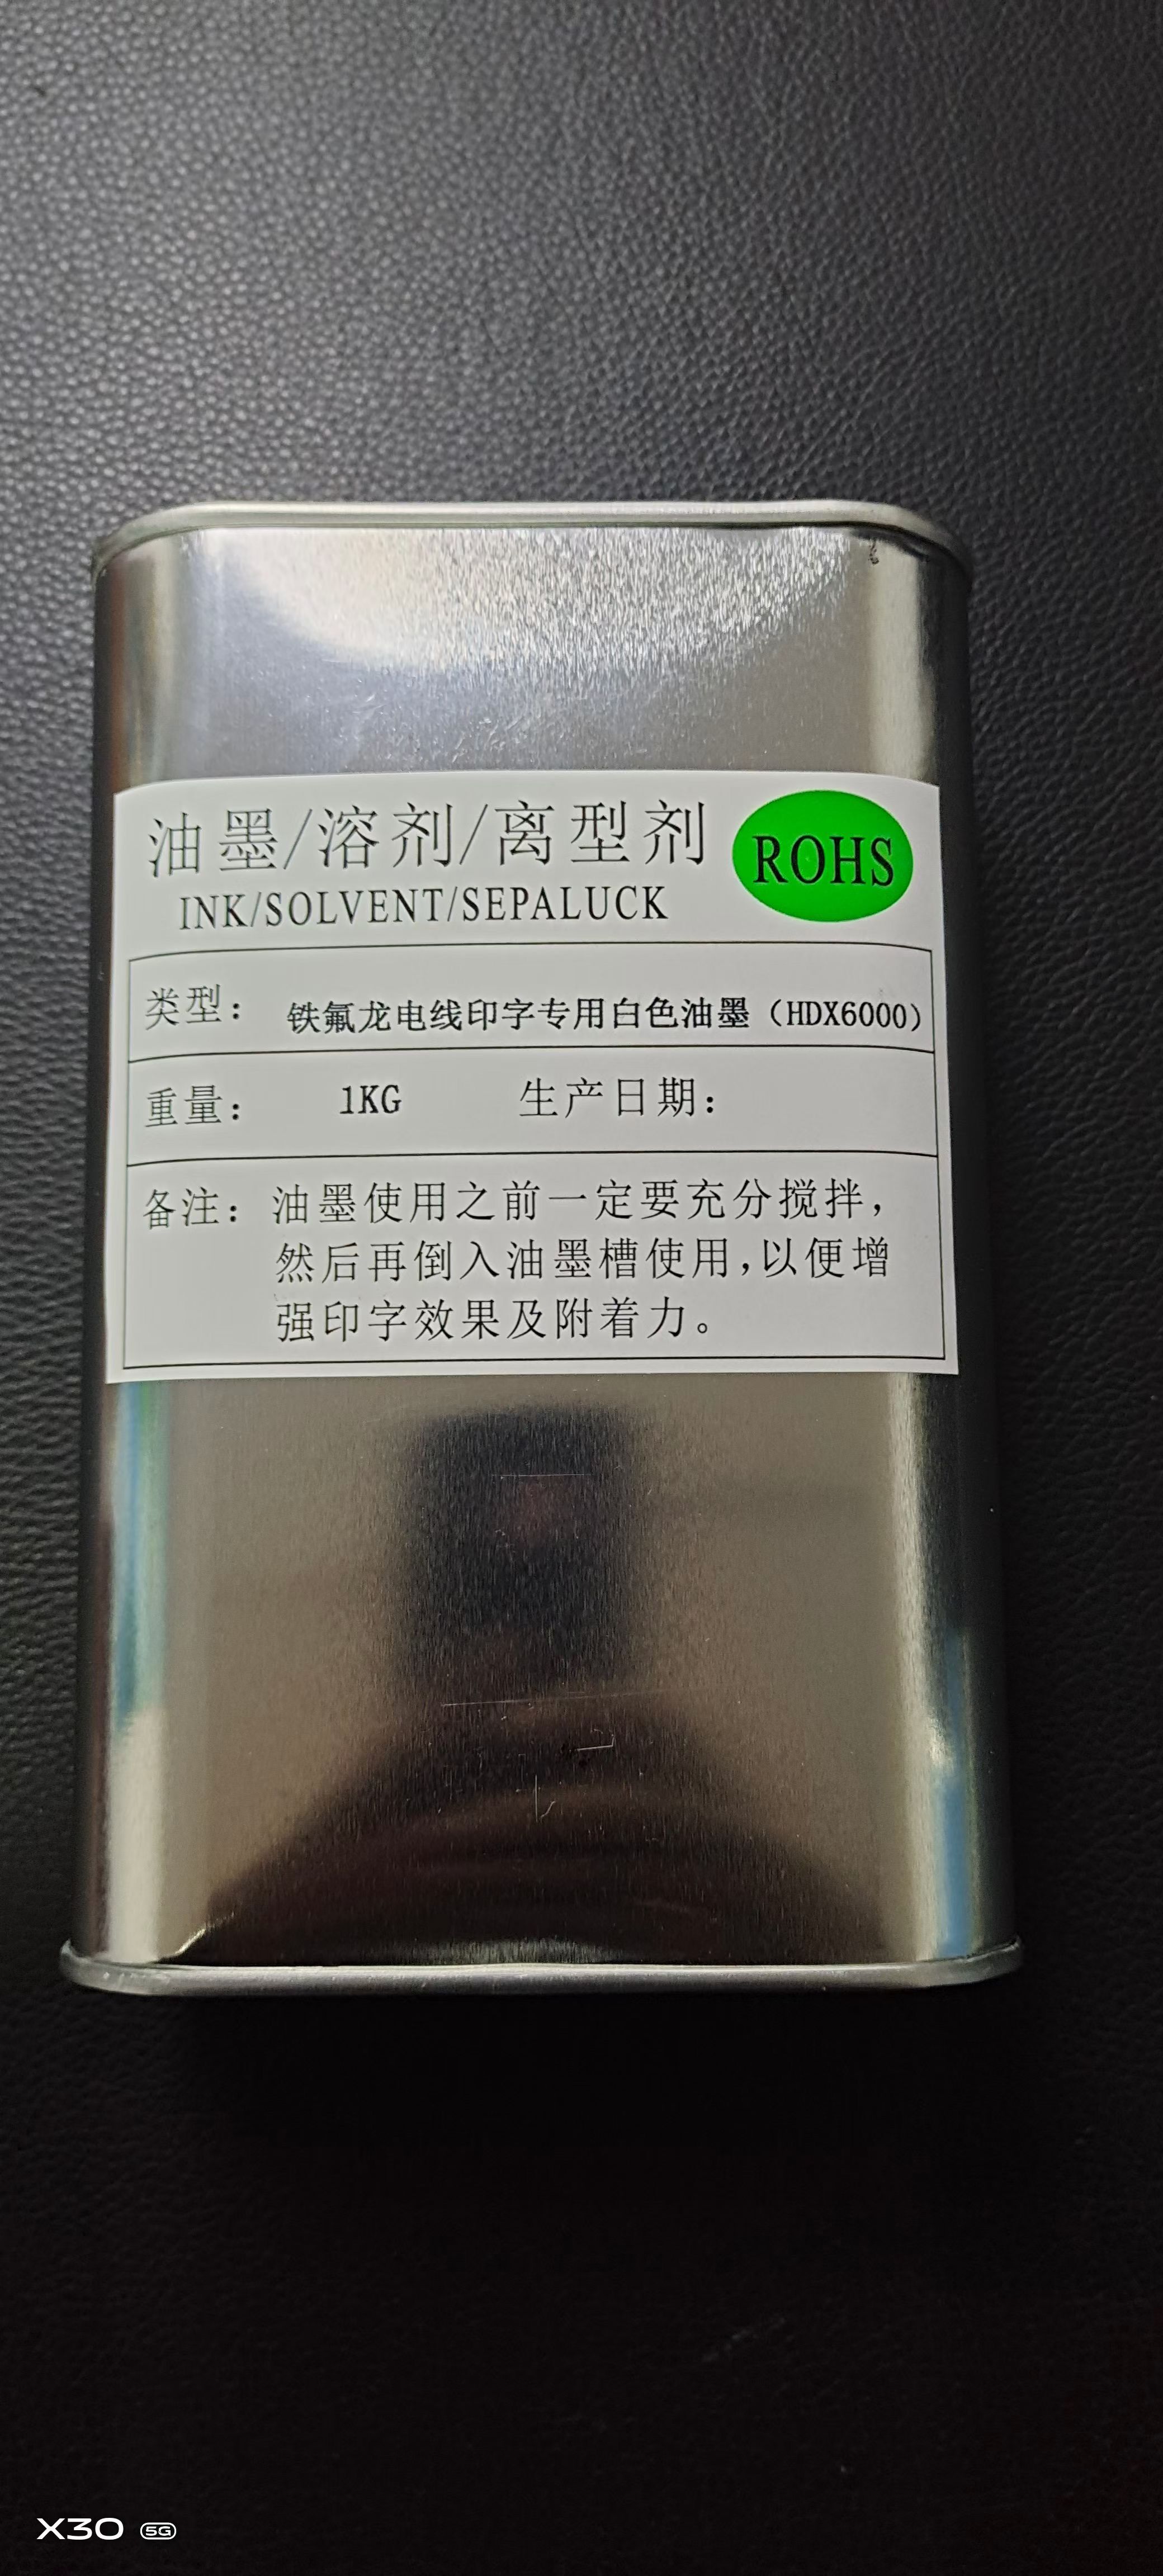 油墨/溶剂/离型剂
ROHS
INK/SOLVENT/SEPALUCK
类型： 铁氟龙电线印字专用白色油墨（HDX6000）
重量： 1KG 生产日期：
备注：油墨使用之前一定要充分搅拌，
然后再倒入油墨槽使用，以便增
强印字效果及附着力。
X30 5G